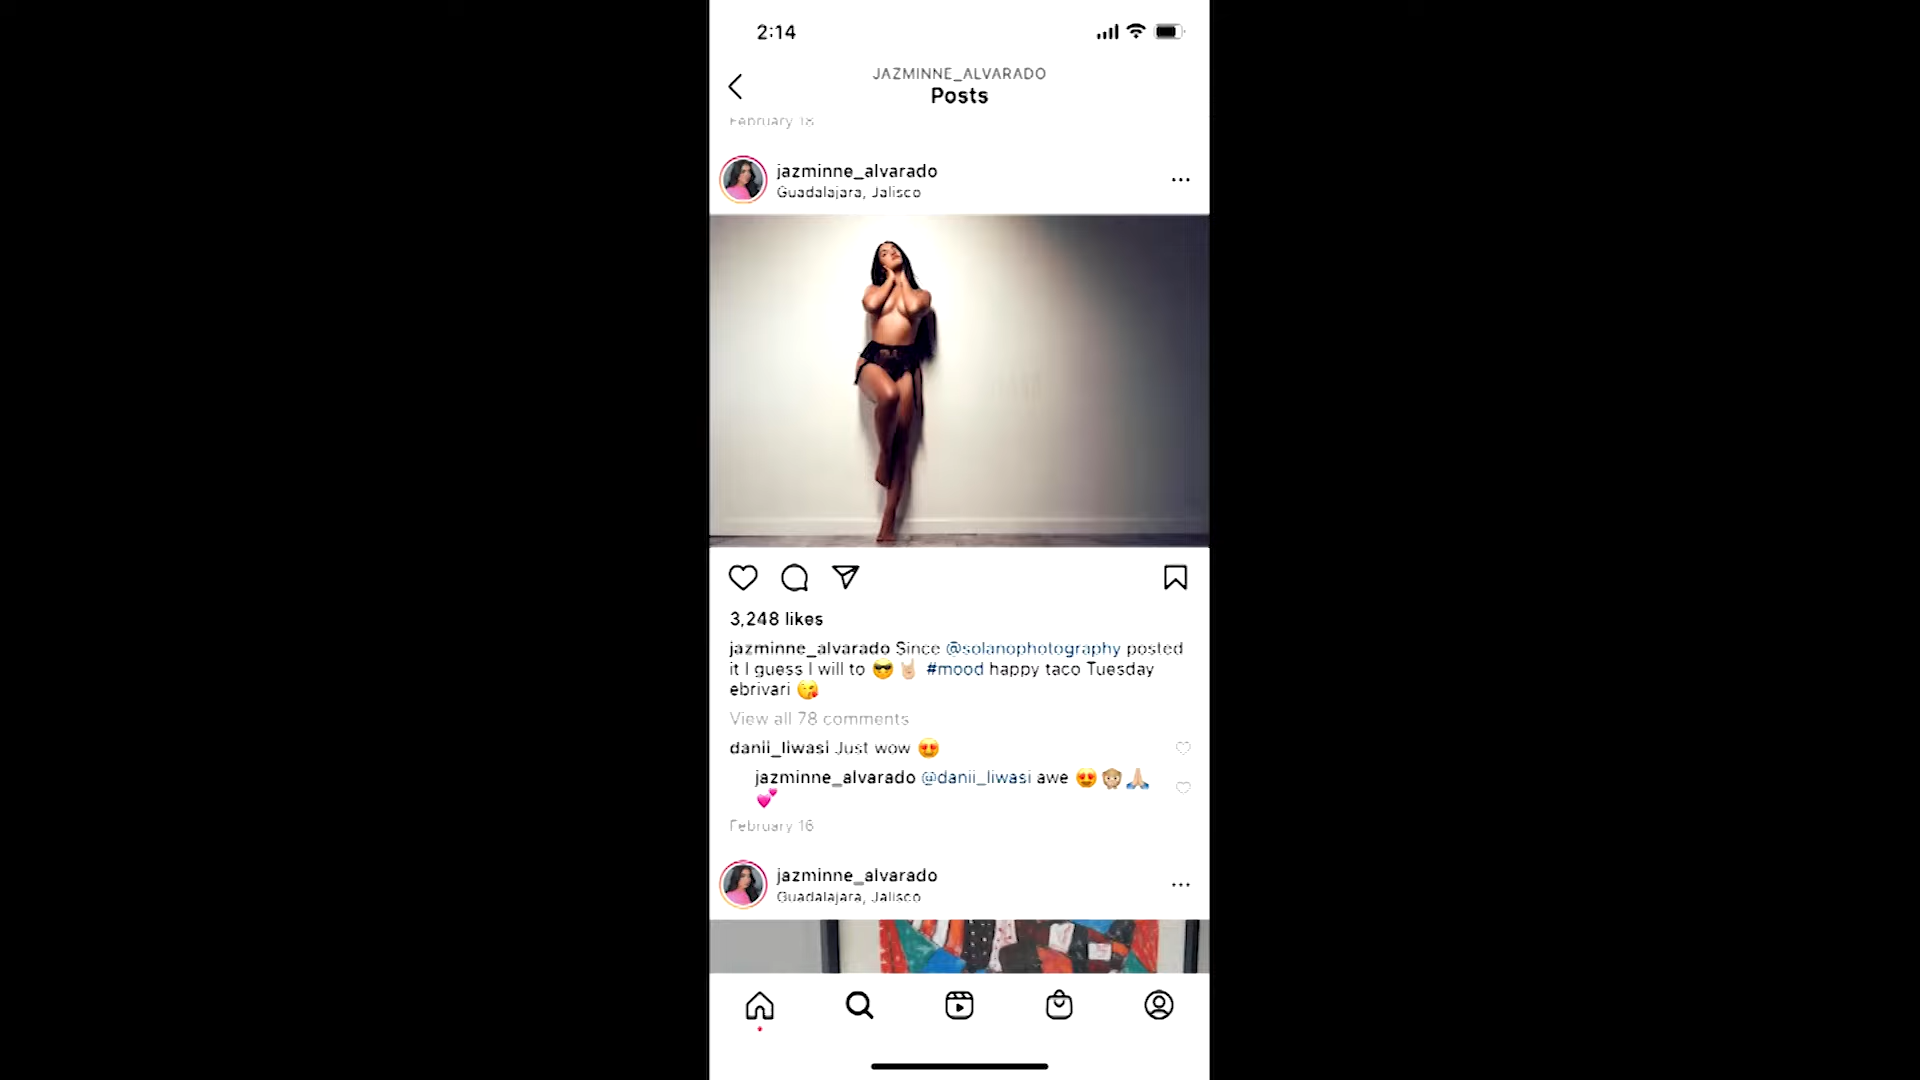 2:14
JAZMINNE_ALVARADO
Posts
February 18
jazminne_alvarado
Guadalajara, Jalisco
3,248 likes
jazminne_alvarado Since @solanophotography posted
it I guess I will to 😎🤘🏼 #mood happy taco Tuesday
ebrivari 😘
View all 78 comments
danii_liwasi Just wow 😍
jazminne_alvarado @danii_liwasi awe 😍🙊🙏🏼
💕
February 16
jazminne_alvarado
Guadalajara, Jalisco